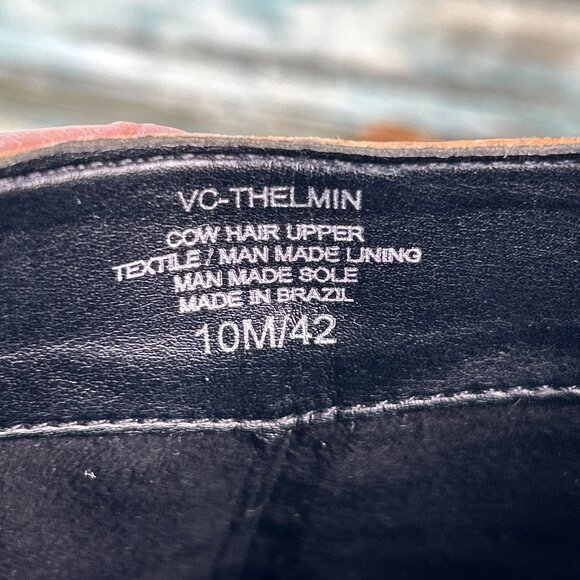 VC-THELMIN
COW HAIR UPPER
TEXTILE / MAN MADE LINING
MAN MADE SOLE
MADE IN BRAZIL
10M/42